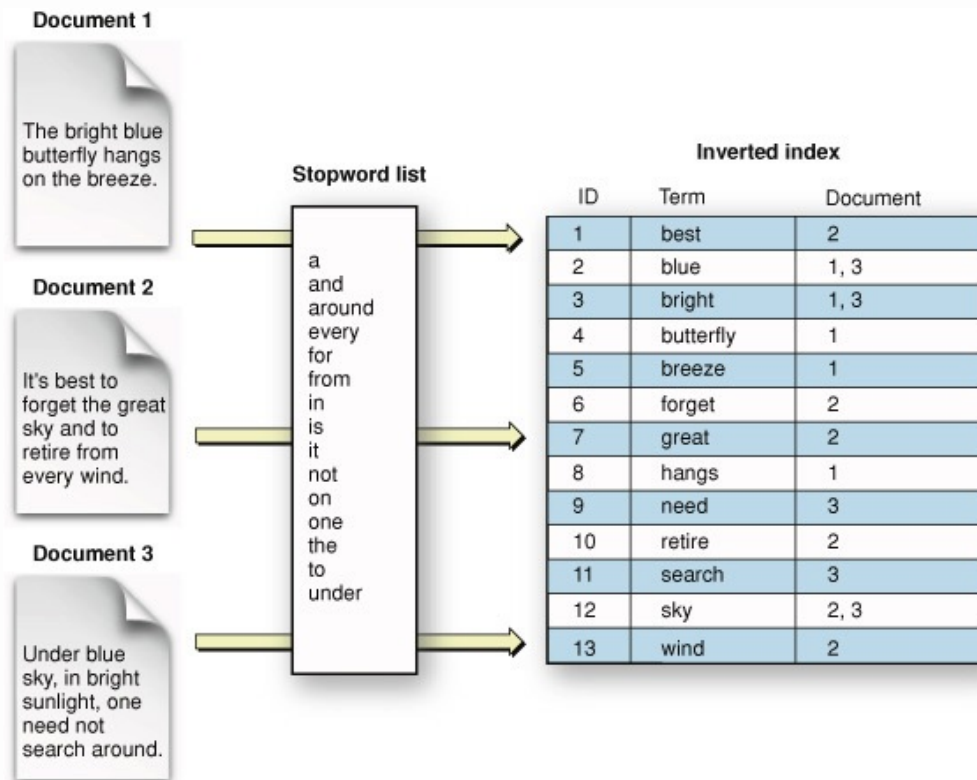 Document 1
The bright blue
butterfly hangs
on the breeze.
Document 2
It's best to
forget the great
sky and to
retire from
every wind.
Document 3
Under blue
sky, in bright
sunlight, one
need not
search around.
Stopword list
a
and
around
every
for
from
in
is
it
not
on
one
the
to
under
Inverted index
ID Term Document
1 best 2
2 blue 1, 3
3 bright 1, 3
4 butterfly 1
5 breeze 1
6 forget 2
7 great 2
8 hangs 1
9 need 3
10 retire 2
11 search 3
12 sky 2, 3
13 wind 2